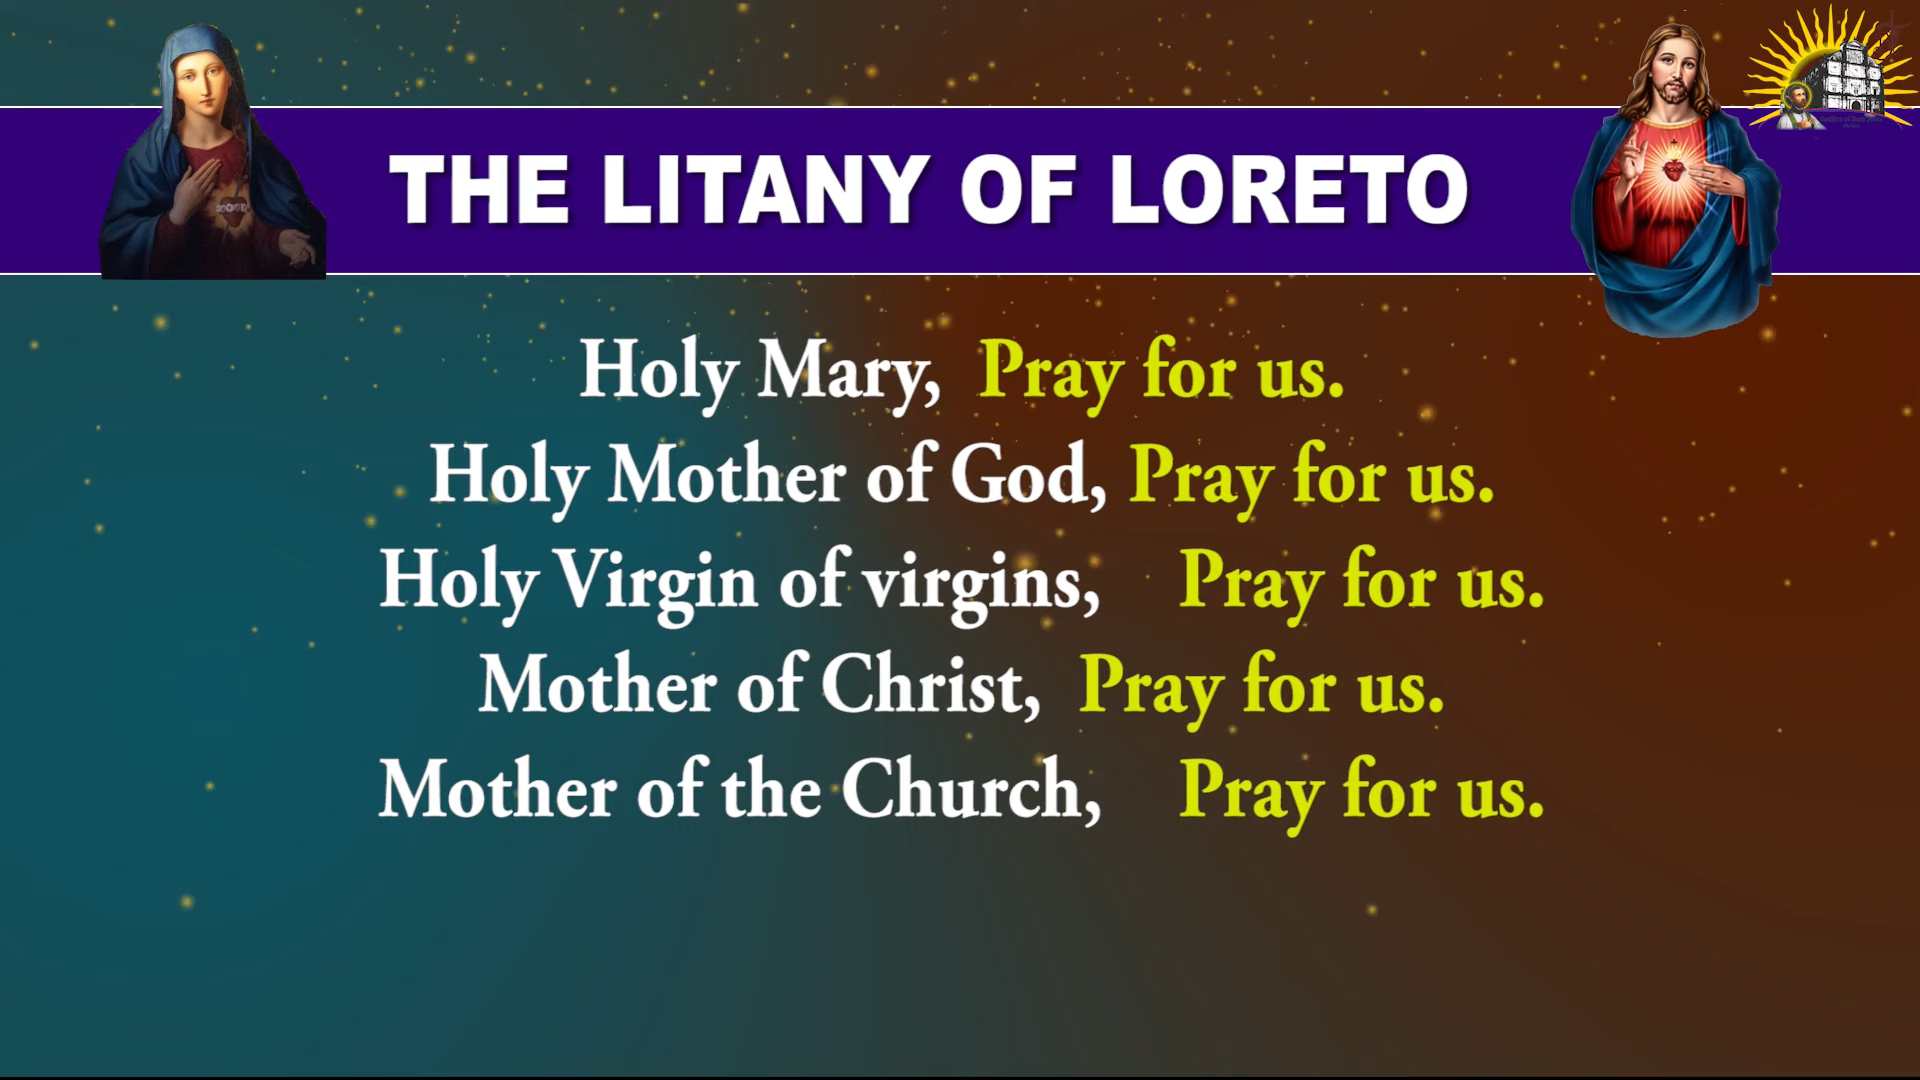 THE LITANY OF LORETO
Holy Mary, Pray for us.
Holy Mother of God, Pray for us.
Holy Virgin of virgins, Pray for us.
Mother of Christ, Pray for us.
Mother of the Church, Pray for us.